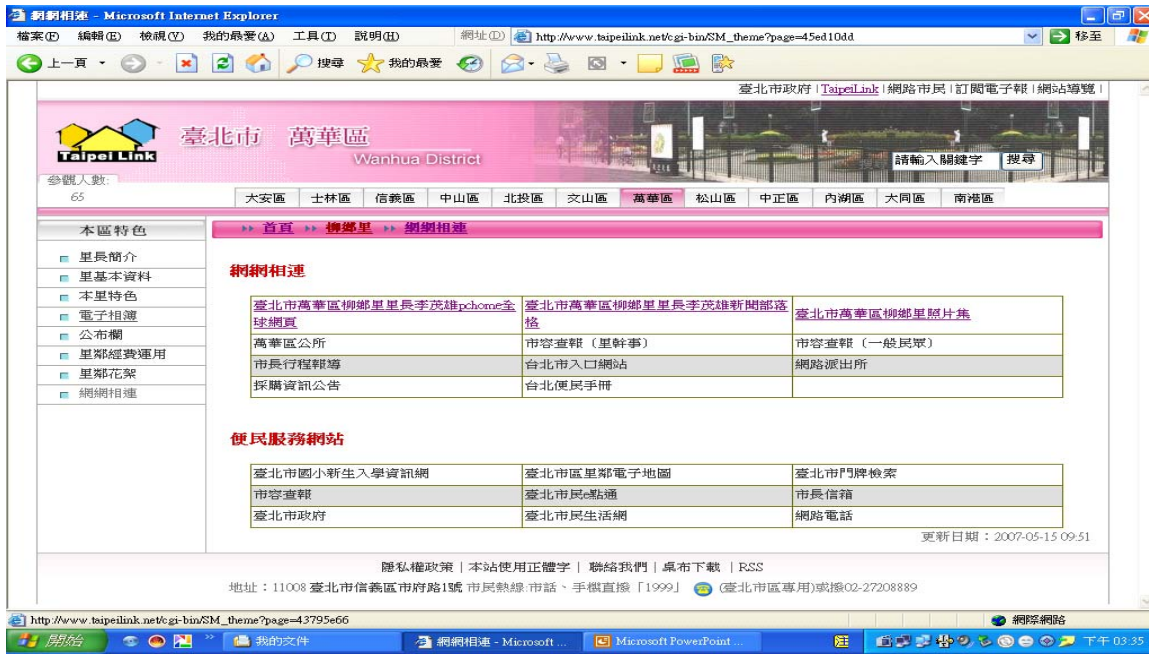 網網相連 - Microsoft Internet Explorer
檔案(F) 編輯(E) 檢視(V) 我的最愛(A) 工具(T) 說明(H) 網址(D) http://www.taipeilink.net/cgi-bin/SM_theme?page=45ed10dd 移至
上一頁 搜尋 我的最愛
臺北市政府 | TaipeiLink | 網路市民 | 訂閱電子報 | 網站導覽 |
Taipei Link
臺北市 萬華區
Wanhua District
請輸入關鍵字 搜尋
參觀人數:
65
大安區 士林區 信義區 中山區 北投區 文山區 萬華區 松山區 中正區 內湖區 大同區 南港區
本區特色
首頁 柳鄉里 網網相連
里長簡介
里基本資料
本里特色
電子相簿
公布欄
里鄰經費運用
里鄰花絮
網網相連
網網相連
臺北市萬華區柳鄉里里長李茂雄pchome全球網頁
臺北市萬華區柳鄉里里長李茂雄新聞部落格
臺北市萬華區柳鄉里照片集
萬華區公所 市容查報（里幹事） 市容查報（一般民眾）
市長行程報導 台北市入口網站 網路派出所
採購資訊公告 台北便民手冊
便民服務網站
臺北市國小新生入學資訊網 臺北市區里鄰電子地圖 臺北市門牌檢索
市容查報 臺北市民e點通 市長信箱
臺北市政府 臺北市民生活網 網路電話
更新日期：2007-05-15 09:51
隱私權政策 | 本站使用正體字 | 聯絡我們 | 桌布下載 | RSS
地址：11008 臺北市信義區市府路1號 市民熱線:市話、手機直撥「1999」 (臺北市區專用)或撥02-27208889
http://www.taipeilink.net/cgi-bin/SM_theme?page=43795e66 網際網路
開始 我的文件 網網相連 - Microsoft ... Microsoft PowerPoint ... 下午 03:35